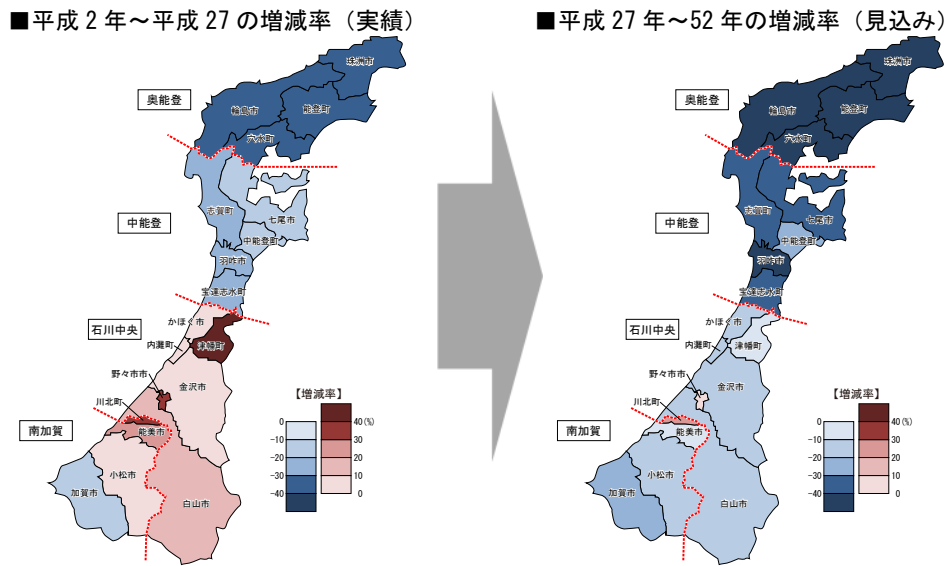 ■平成２年～平成 27 の増減率（実績）
珠洲市
奥能登
輪島市
能登町
穴水町
志賀町
七尾市
中能登
中能登町
羽咋市
宝達志水町
かほく市
石川中央
内灘町
津幡町
野々市市
金沢市
川北町
【増減率】
南加賀
能美市
小松市
加賀市
白山市
0
-10
-20
-30
-40
40(%)
30
20
10
0
■平成 27 年～52 年の増減率（見込み）
珠洲市
奥能登
輪島市
能登町
穴水町
志賀町
七尾市
中能登
中能登町
羽咋市
宝達志水町
かほく市
石川中央
内灘町
津幡町
野々市市
金沢市
川北町
【増減率】
南加賀
能美市
小松市
加賀市
白山市
0
-10
-20
-30
-40
40(%)
30
20
10
0